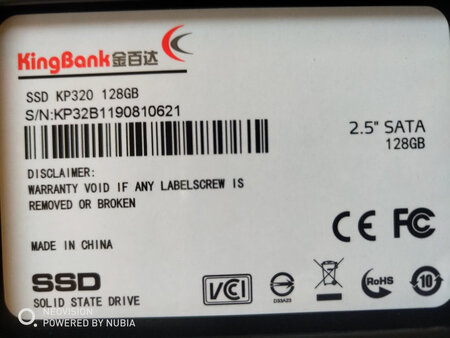 KingBank金百达
SSD KP320 128GB
S/N:KP32B1190810621
2.5" SATA
128GB
DISCLAIMER:
WARRANTY VOID IF ANY LABELSCREW IS
REMOVED OR BROKEN
CE FC
MADE IN CHINA
SSD
SOLID STATE DRIVE
VCI
D33A23
RoHS
10
NEOVISION
POWERED BY NUBIA